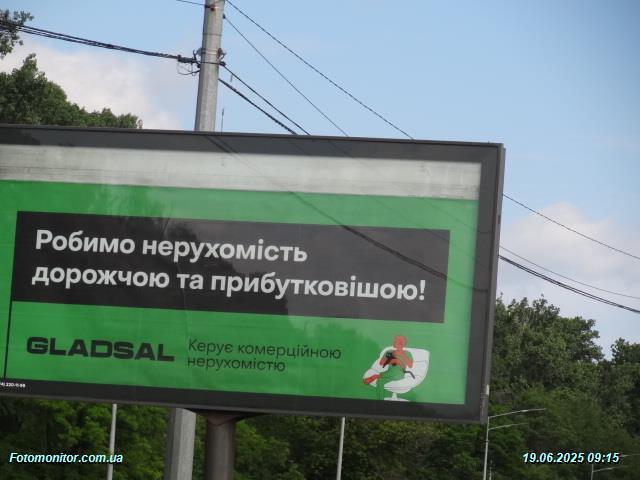 Робимо нерухомість
дорожчою та прибутковішою!
GLADSAL
Керує комерційною
нерухомістю
Fotomonitor.com.ua
19.06.2025 09:15